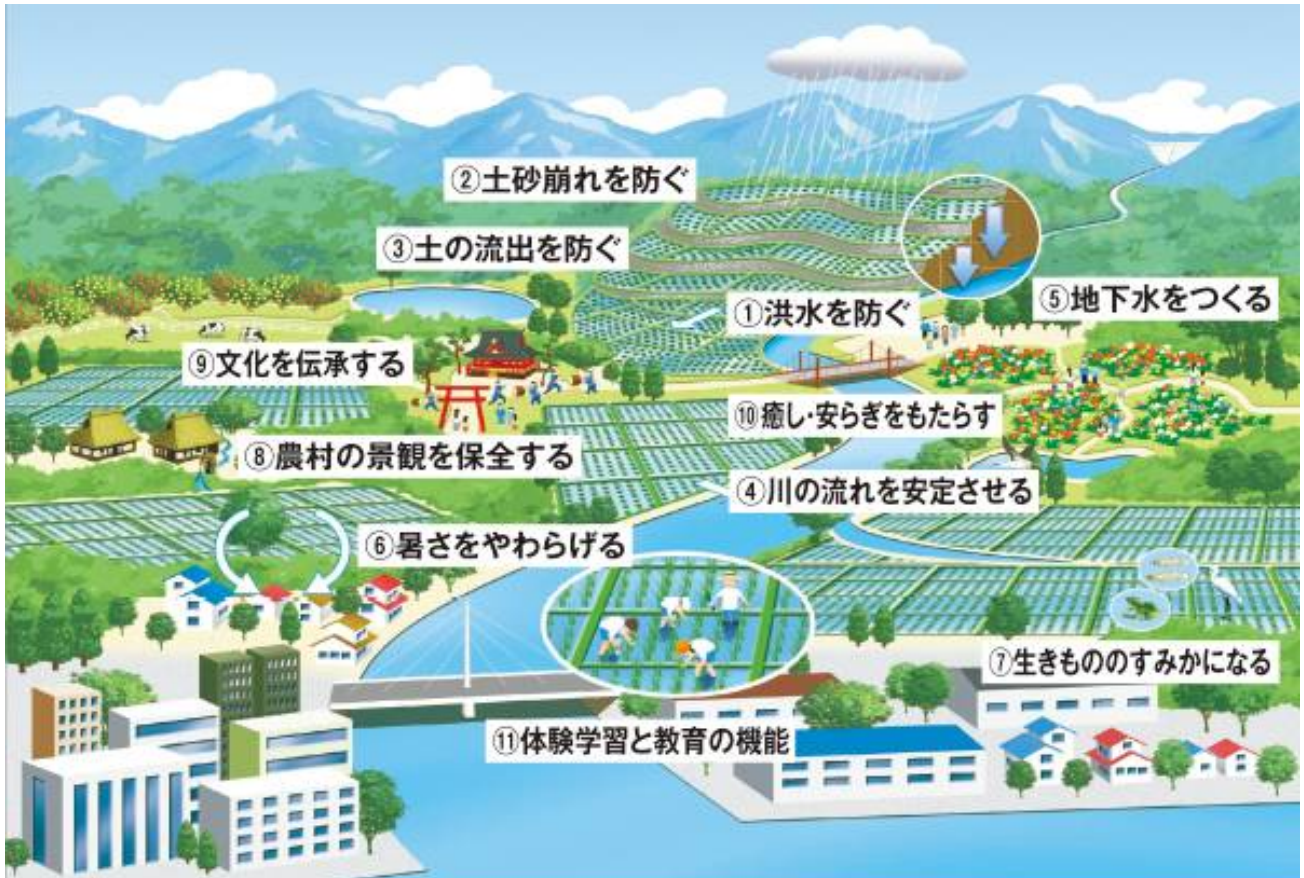 ②土砂崩れを防ぐ
③土の流出を防ぐ
①洪水を防ぐ
⑤地下水をつくる
⑨文化を伝承する
⑩癒し・安らぎをもたらす
⑧農村の景観を保全する
④川の流れを安定させる
⑥暑さをやわらげる
⑦生きもののすみかになる
⑪体験学習と教育の機能